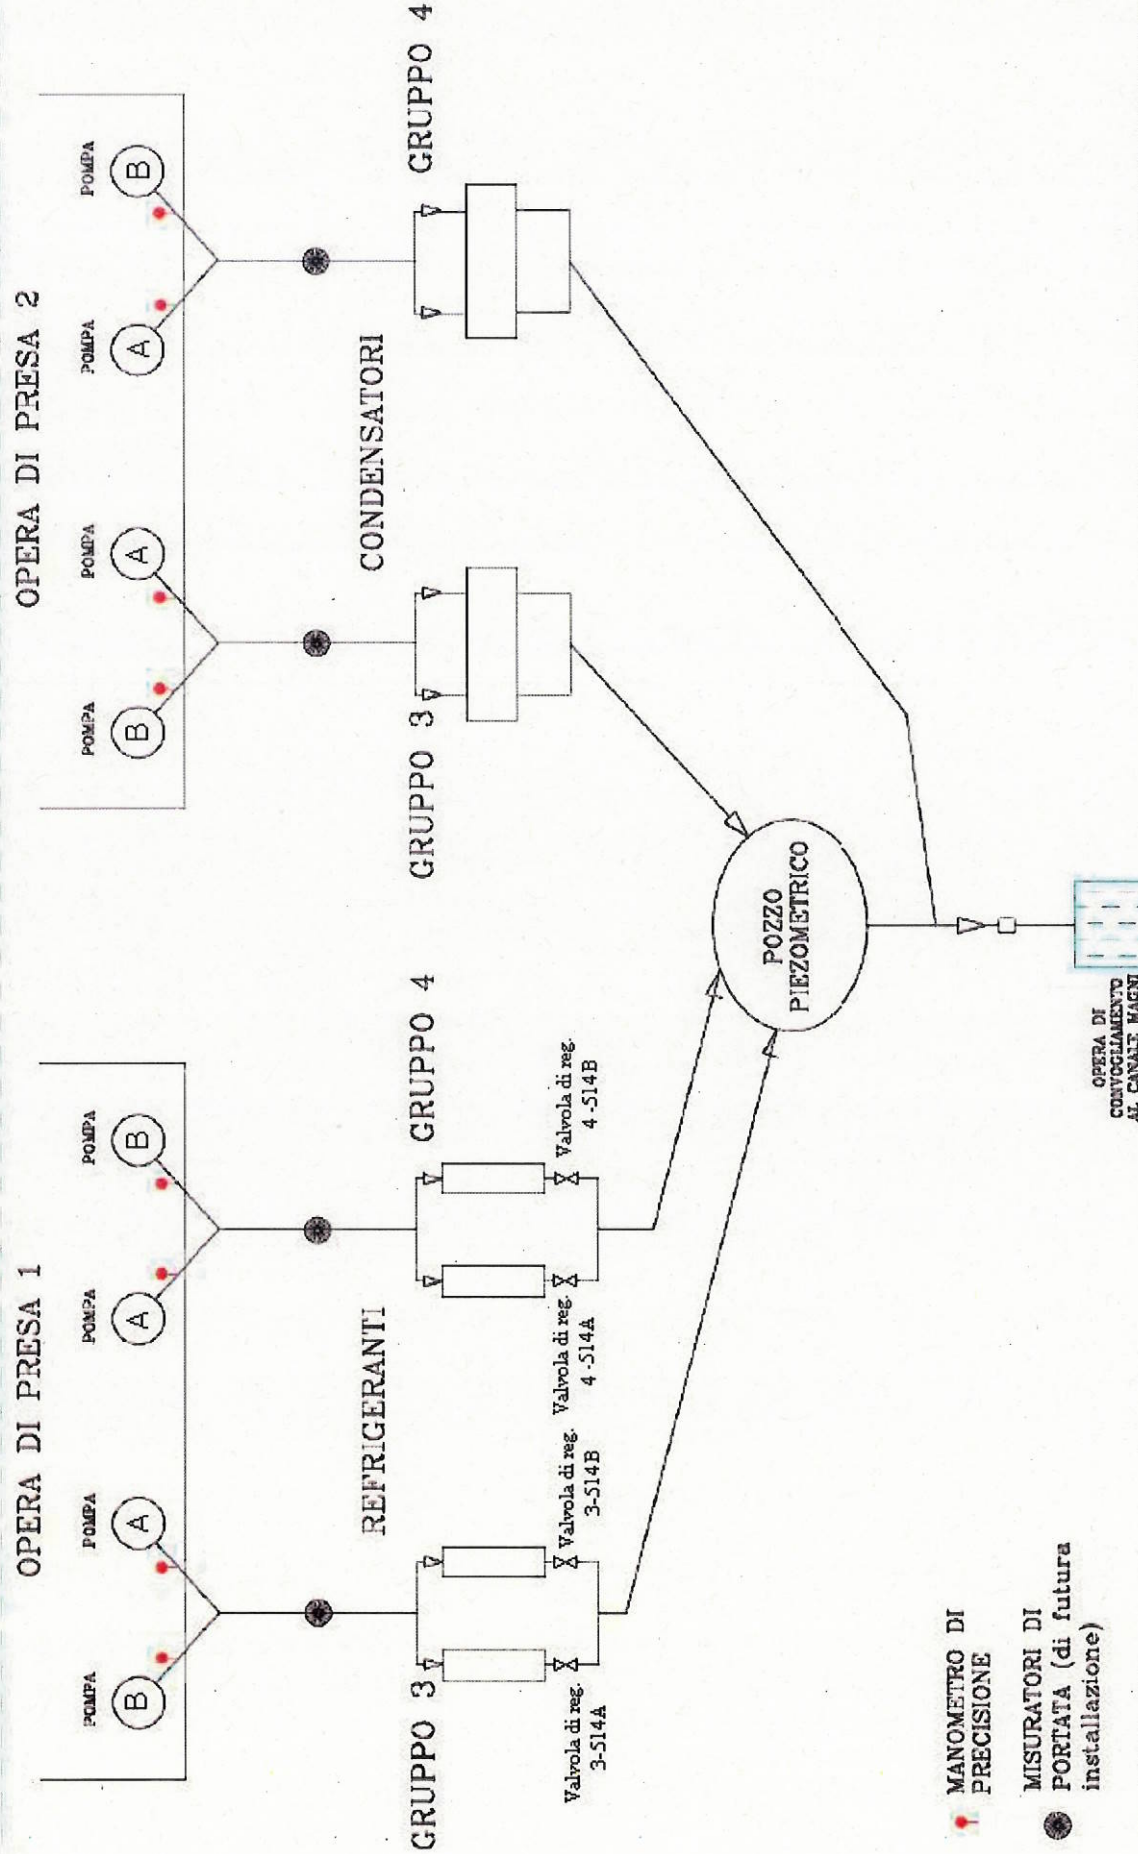 OPERA DI PRESA 1
OPERA DI PRESA 2
POMPA
B
POMPA
A
POMPA
A
POMPA
B
POMPA
B
POMPA
A
POMPA
A
POMPA
B
REFRIGERANTI
CONDENSATORI
GRUPPO 3
GRUPPO 4
GRUPPO 3
GRUPPO 4
Valvola di reg.
3-514A
Valvola di reg.
3-514B
Valvola di reg.
4 -514A
Valvola di reg.
4 -514B
POZZO
PIEZOMETRICO
MANOMETRO DI
PRECISIONE
MISURATORI DI
PORTATA (di futura
installazione)
OPERA DI
CONVOGLIAMENTO
AL CANALE MAGNI